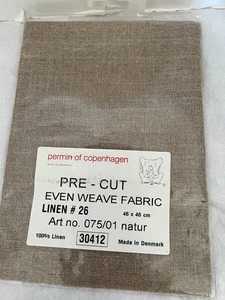 permin of copenhagen
PRE - CUT
EVEN WEAVE FABRIC
LINEN # 26
46 x 46 cm
Art no. 075/01 natur
100% Linen
30412
Made in Denmark